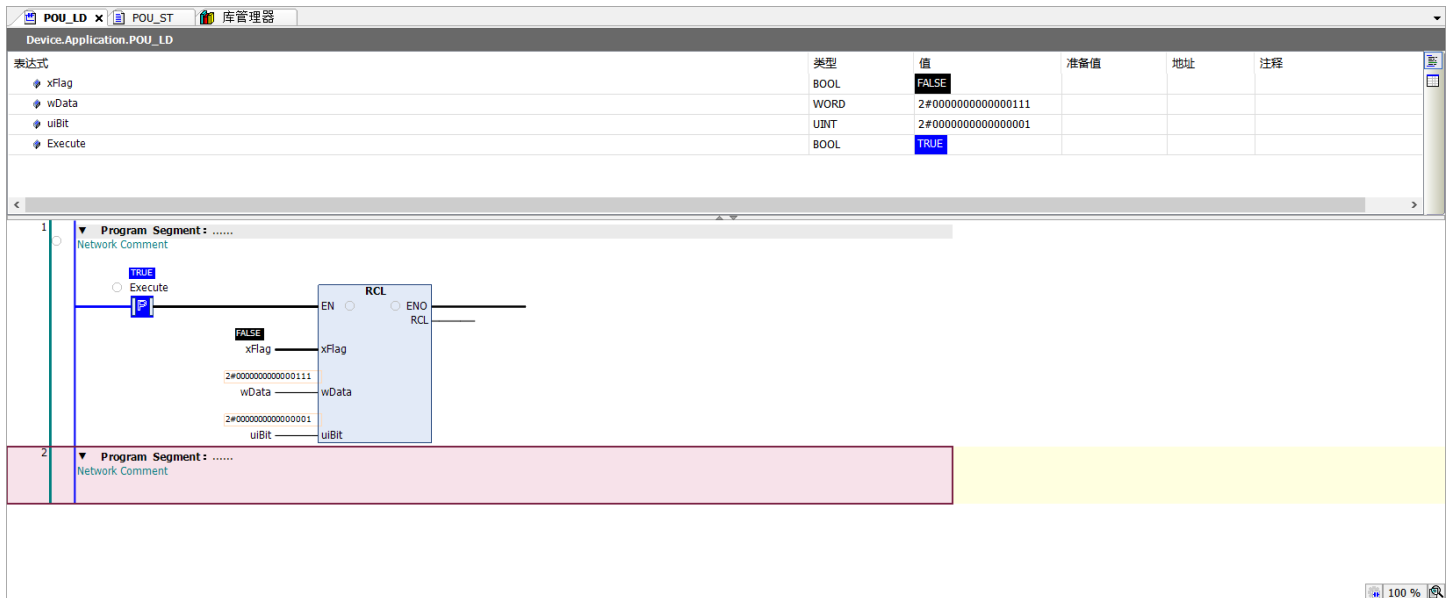 POU_LD POU_ST 库管理器
Device.Application.POU_LD
表达式 类型 值 准备值 地址 注释
xFlag BOOL FALSE
wData WORD 2#0000000000000111
uiBit UINT 2#0000000000000001
Execute BOOL TRUE
1 Program Segment: ......
Network Comment
TRUE
Execute
RCL
P EN ENO
RCL
FALSE
xFlag xFlag
2#0000000000000111
wData wData
2#0000000000000001
uiBit uiBit
2 Program Segment: ......
Network Comment
100 %